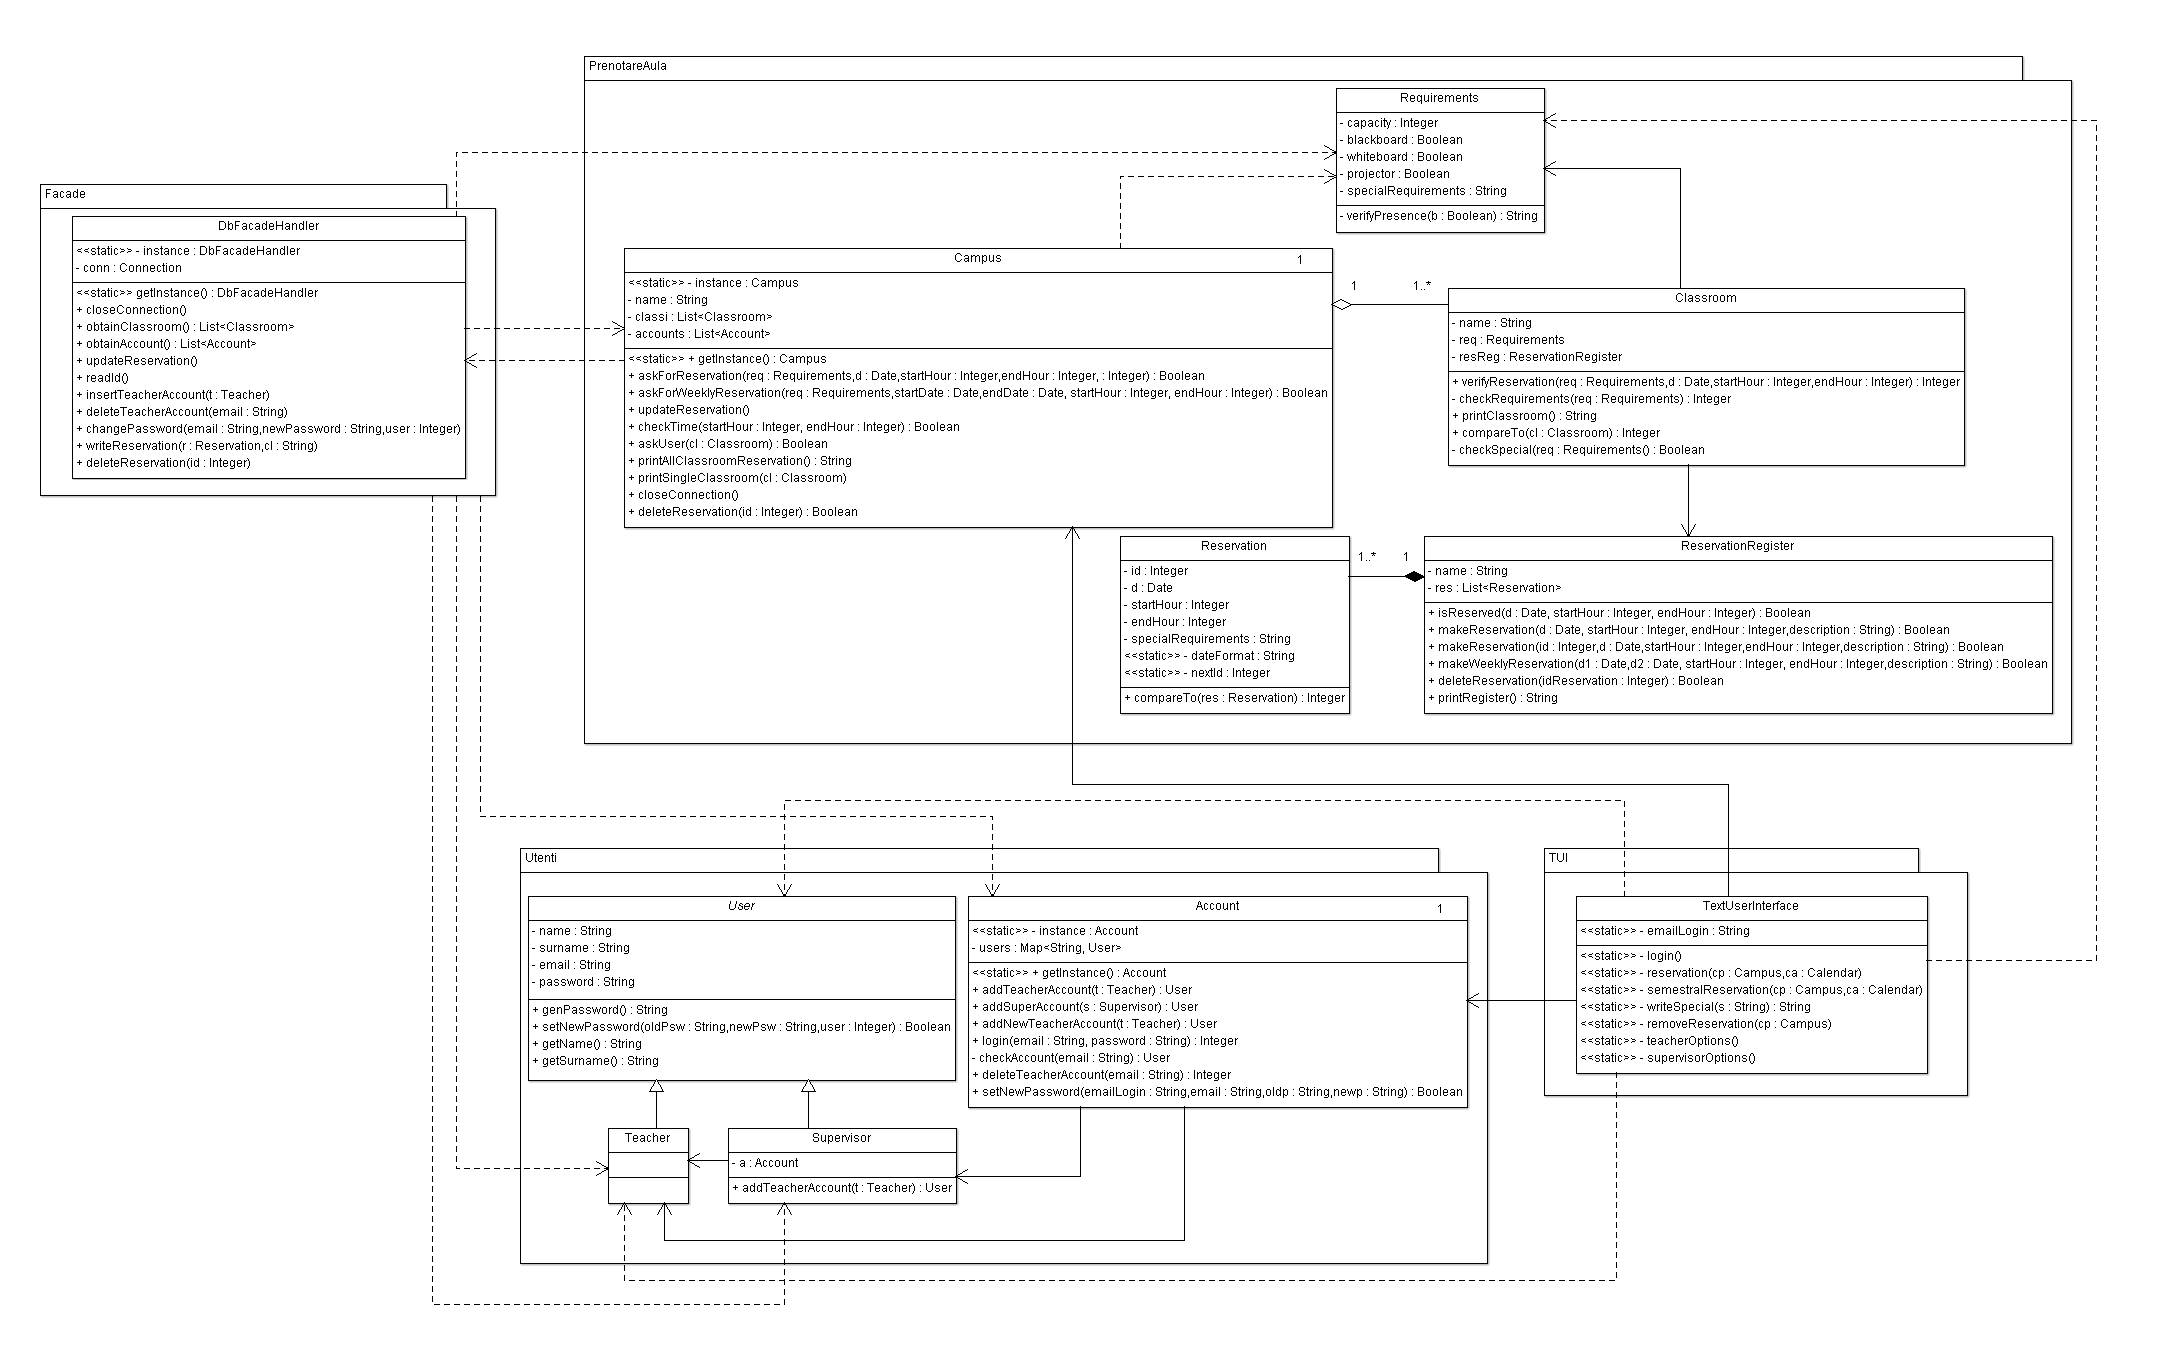 PrenotareAula
Requirements
- capacity : Integer
- blackboard : Boolean
- whiteboard : Boolean
- projector : Boolean
- specialRequirements : String
- verifyPresence(b : Boolean) : String
Facade
DbFacadeHandler
<<static>> - instance : DbFacadeHandler
- conn : Connection
<<static>> getInstance() : DbFacadeHandler
+ closeConnection()
+ obtainClassroom() : List<Classroom>
+ obtainAccount() : List<Account>
+ updateReservation()
+ readId()
+ insertTeacherAccount(t : Teacher)
+ deleteTeacherAccount(email : String)
+ changePassword(email : String,newPassword : String,user : Integer)
+ writeReservation(r : Reservation,cl : String)
+ deleteReservation(id : Integer)
Campus 1
<<static>> - instance : Campus
- name : String
- classi : List<Classroom>
- accounts : List<Account>
<<static>> + getInstance() : Campus
+ askForReservation(req : Requirements,d : Date,startHour : Integer,endHour : Integer, : Integer) : Boolean
+ askForWeeklyReservation(req : Requirements,startDate : Date,endDate : Date, startHour : Integer, endHour : Integer) : Boolean
+ updateReservation()
+ checkTime(startHour : Integer, endHour : Integer) : Boolean
+ askUser(cl : Classroom) : Boolean
+ printAllClassroomReservation() : String
+ printSingleClassroom(cl : Classroom)
+ closeConnection()
+ deleteReservation(id : Integer) : Boolean
1 1..*
Classroom
- name : String
- req : Requirements
- resReg : ReservationRegister
+ verifyReservation(req : Requirements,d : Date,startHour : Integer,endHour : Integer) : Integer
- checkRequirements(req : Requirements) : Integer
+ printClassroom() : String
+ compareTo(cl : Classroom) : Integer
- checkSpecial(req : Requirements() : Boolean
Reservation
- id : Integer
- d : Date
- startHour : Integer
- endHour : Integer
- specialRequirements : String
<<static>> - dateFormat : String
<<static>> - nextId : Integer
+ compareTo(res : Reservation) : Integer
1..* 1
ReservationRegister
- name : String
- res : List<Reservation>
+ isReserved(d : Date, startHour : Integer, endHour : Integer) : Boolean
+ makeReservation(d : Date, startHour : Integer, endHour : Integer,description : String) : Boolean
+ makeReservation(id : Integer,d : Date,startHour : Integer,endHour : Integer,description : String) : Boolean
+ makeWeeklyReservation(d1 : Date,d2 : Date, startHour : Integer, endHour : Integer,description : String) : Boolean
+ deleteReservation(idReservation : Integer) : Boolean
+ printRegister() : String
Utenti
User
- name : String
- surname : String
- email : String
- password : String
+ genPassword() : String
+ setNewPassword(oldPsw : String,newPsw : String,user : Integer) : Boolean
+ getName() : String
+ getSurname() : String
Account 1
<<static>> - instance : Account
- users : Map<String, User>
<<static>> + getInstance() : Account
+ addTeacherAccount(t : Teacher) : User
+ addSuperAccount(s : Supervisor) : User
+ addNewTeacherAccount(t : Teacher) : User
+ login(email : String, password : String) : Integer
- checkAccount(email : String) : User
+ deleteTeacherAccount(email : String) : Integer
+ setNewPassword(emailLogin : String,email : String,oldp : String,newp : String) : Boolean
Teacher
Supervisor
- a : Account
+ addTeacherAccount(t : Teacher) : User
TUI
TextUserInterface
<<static>> - emailLogin : String
<<static>> - login()
<<static>> - reservation(cp : Campus,ca : Calendar)
<<static>> - semestralReservation(cp : Campus,ca : Calendar)
<<static>> - writeSpecial(s : String) : String
<<static>> - removeReservation(cp : Campus)
<<static>> - teacherOptions()
<<static>> - supervisorOptions()